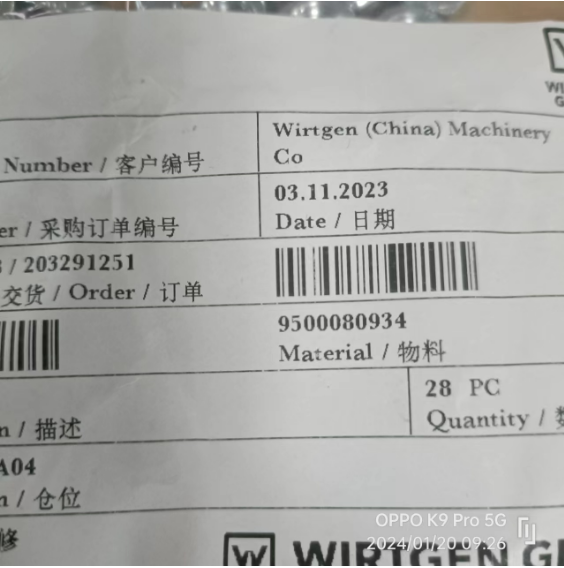 Wirtgen (China) Machinery
Co
Number / 客户编号
03.11.2023
Date / 日期
er / 采购订单编号
/ 203291251
交货 / Order / 订单
9500080934
Material / 物料
28 PC
Quantity /
n / 描述
A04
n / 仓位
修
WIRTGEN G
OPPO K9 Pro 5G
2024/01/20 09:26